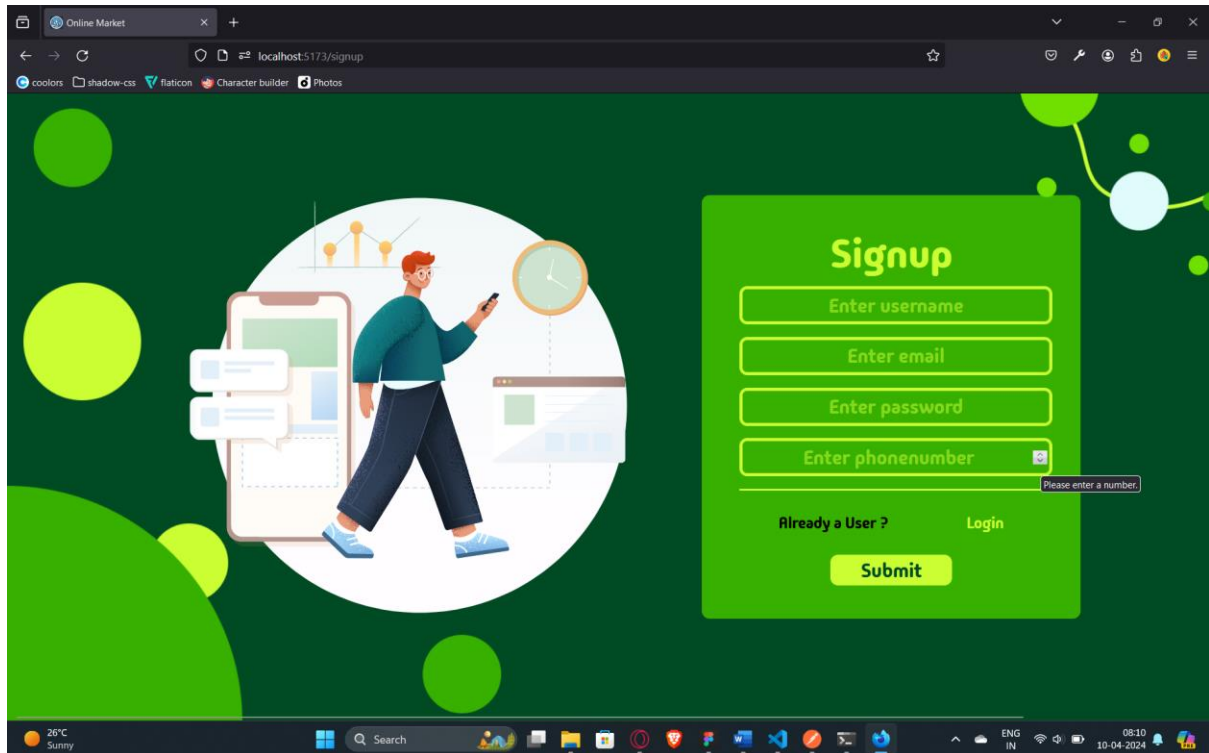 Online Market
localhost:5173/signup
coolors shadow-css flaticon Character builder Photos
Signup
Enter username
Enter email
Enter password
Enter phonenumber
Please enter a number.
Already a User ? Login
Submit
26°C
Sunny
Search
ENG
IN
08:10
10-04-2024